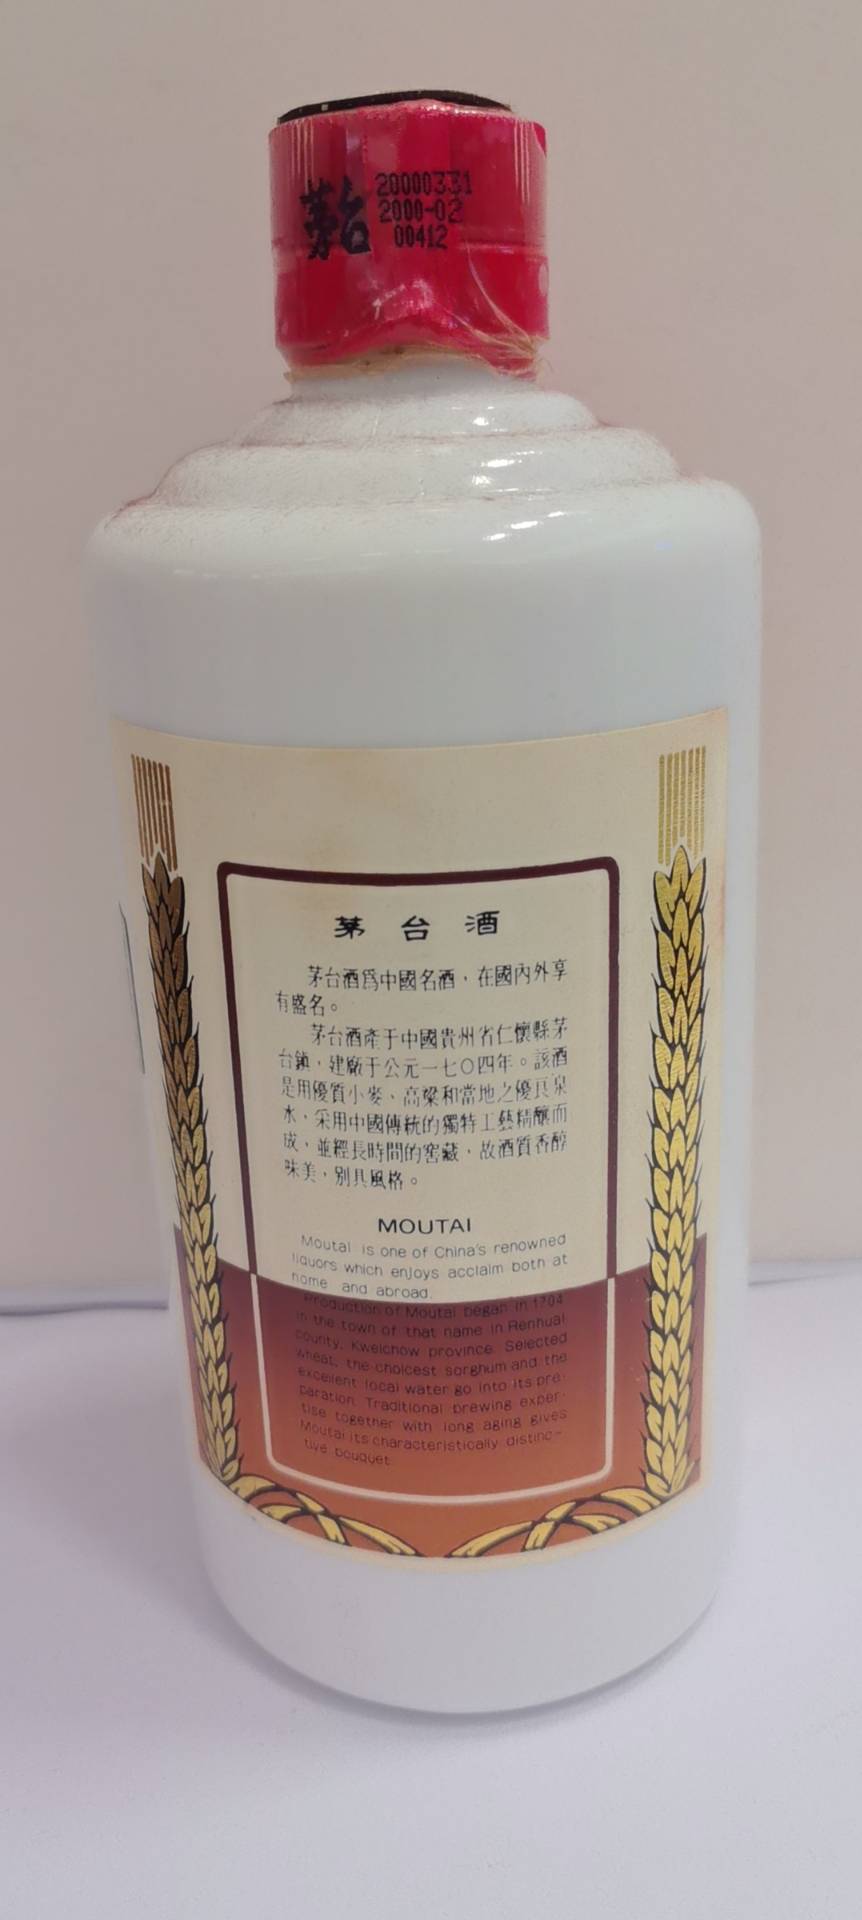 茅台
20000331
2000-02
00412
茅台酒
茅台酒爲中國名酒，在國內外享
有盛名。
茅台酒產于中國貴州省仁懷縣茅
台鎮，建廠于公元一七〇四年。該酒
是用優質小麥、高粱和當地之優良泉
水，采用中國傳統的獨特工藝精釀而
成，並經長時間的窖藏，故酒質香醇
味美，別具風格。
MOUTAI
Moutai is one of China's renowned
liquors which enjoys acclaim both at
home and abroad.
Production of Moutai began in 1704
in the town of that name in Renhuai
county, Kweichow province. Selected
wheat, the choicest sorghum and the
excellent local water go into its pre-
paration. Traditional brewing exper-
tise together with long aging gives
Moutai its characteristically distinc-
tive bouquet.